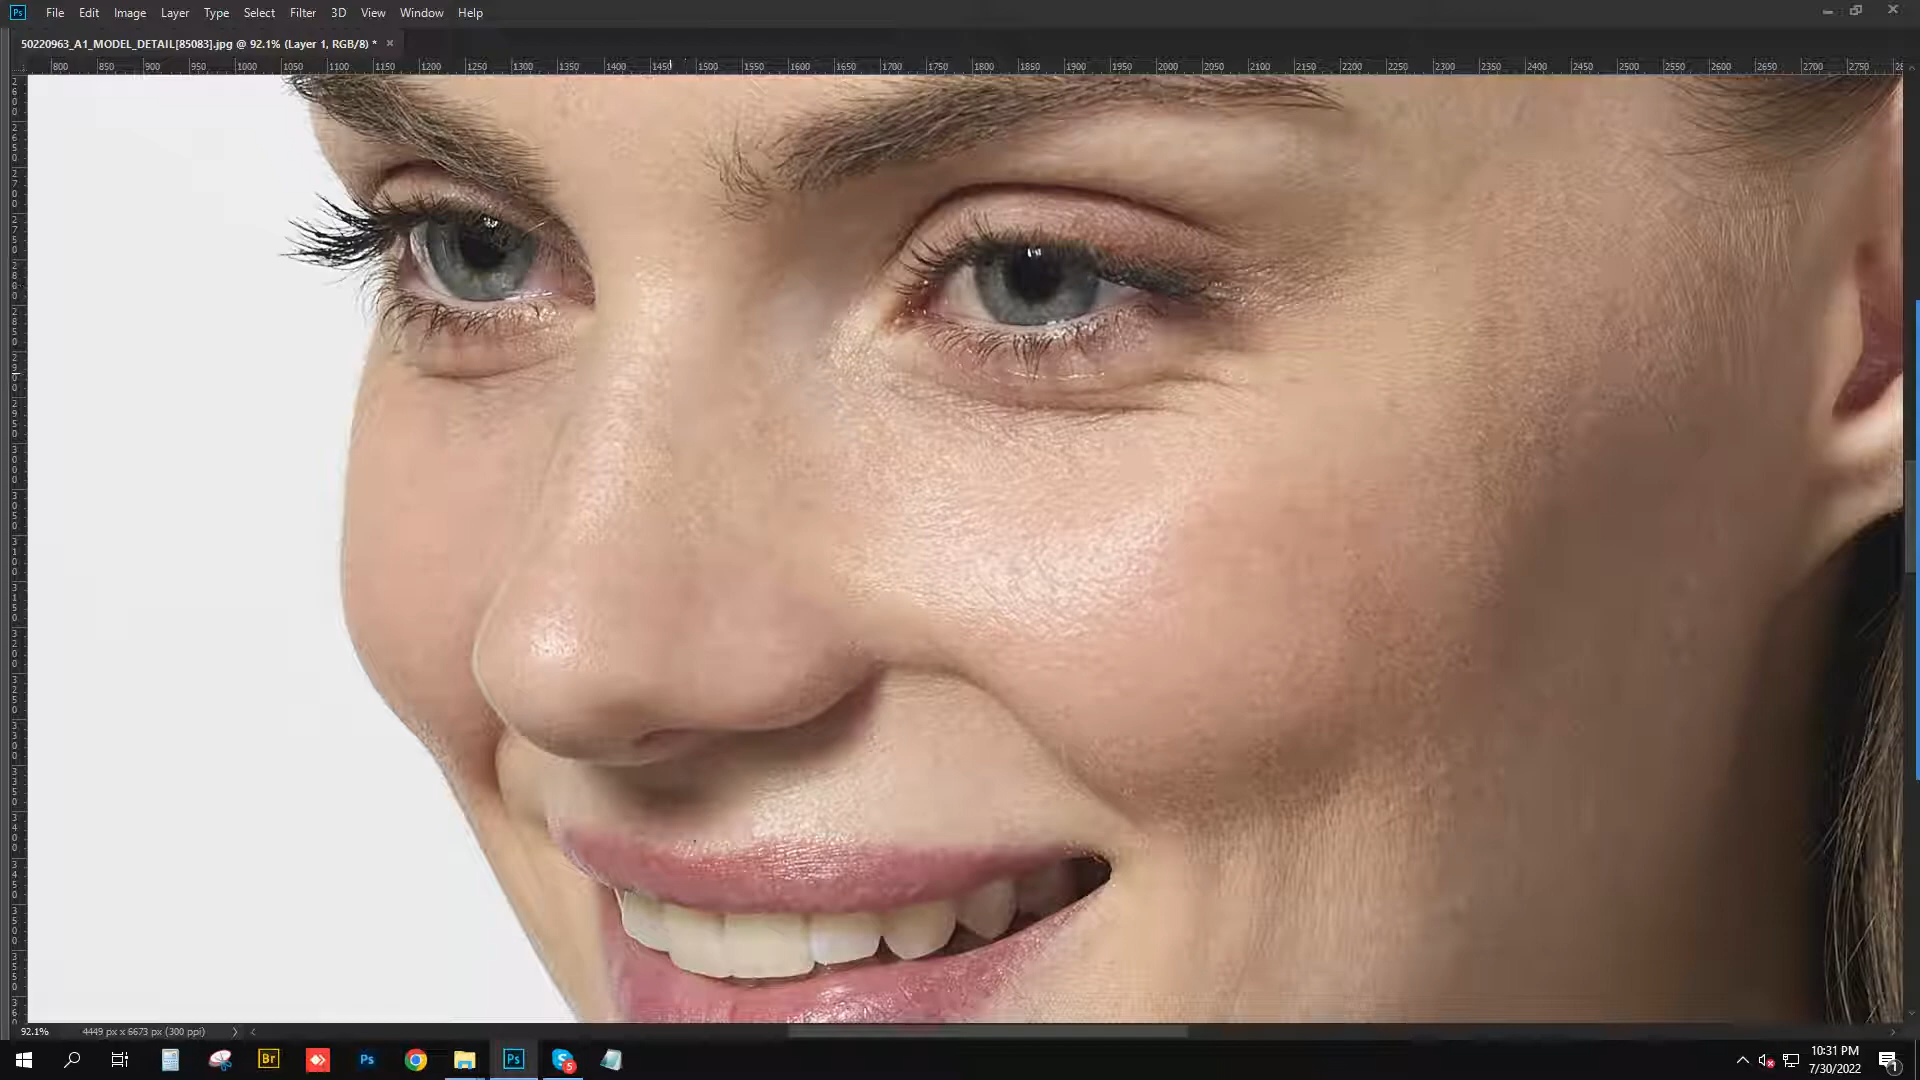 Ps File Edit Image Layer Type Select Filter 3D View Window Help
50220963_A1_MODEL_DETAIL[85083].jpg @ 92.1% (Layer 1, RGB/8) * ×
800 850 900 950 1000 1050 1100 1150 1200 1250 1300 1350 1400 1450 1500 1550 1600 1650 1700 1750 1800 1850 1900 1950 2000 2050 2100 2150 2200 2250 2300 2350 2400 2450 2500 2550 2600 2650 2700 2750
92.1% 4449 px x 6673 px (300 ppi)
Br Ps Ps S 5
10:31 PM
7/30/2022
1